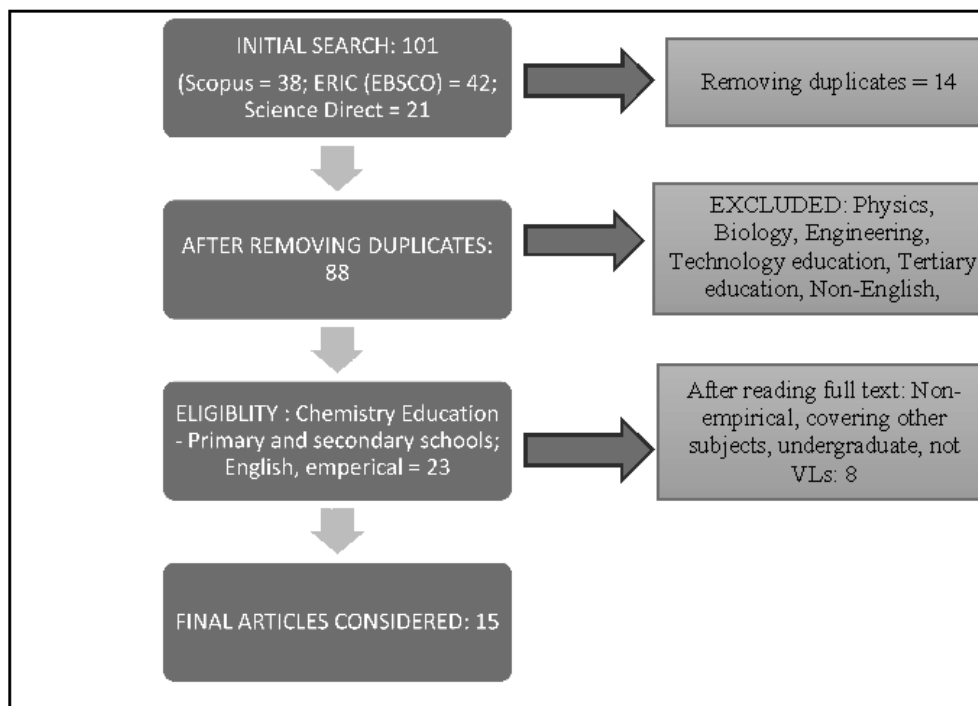 INITIAL SEARCH: 101
(Scopus = 38; ERIC (EBSCO) = 42;
Science Direct = 21
Removing duplicates = 14
AFTER REMOVING DUPLICATES:
88
EXCLUDED: Physics,
Biology, Engineering,
Technology education, Tertiary
education, Non-English,
ELIGIBLITY : Chemistry Education
- Primary and secondary schools;
English, emperical = 23
After reading full text: Non-
empirical, covering other
subjects, undergraduate, not
VLs: 8
FINAL ARTICLES CONSIDERED: 15